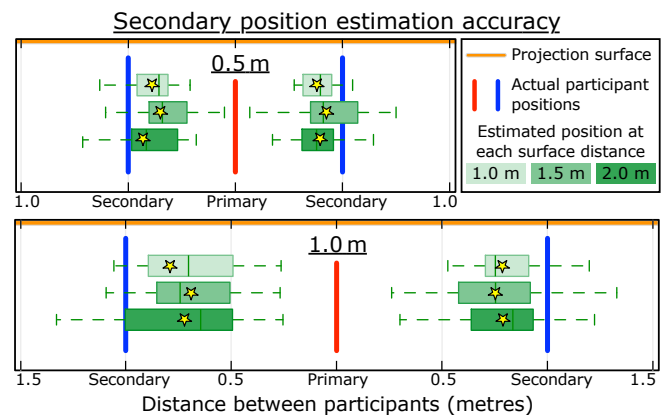 Secondary position estimation accuracy
0.5 m
Projection surface
Actual participant
positions
Estimated position at
each surface distance
1.0 m 1.5 m 2.0 m
1.0 Secondary Primary Secondary 1.0
1.0 m
1.5 Secondary 0.5 Primary 0.5 Secondary 1.5
Distance between participants (metres)